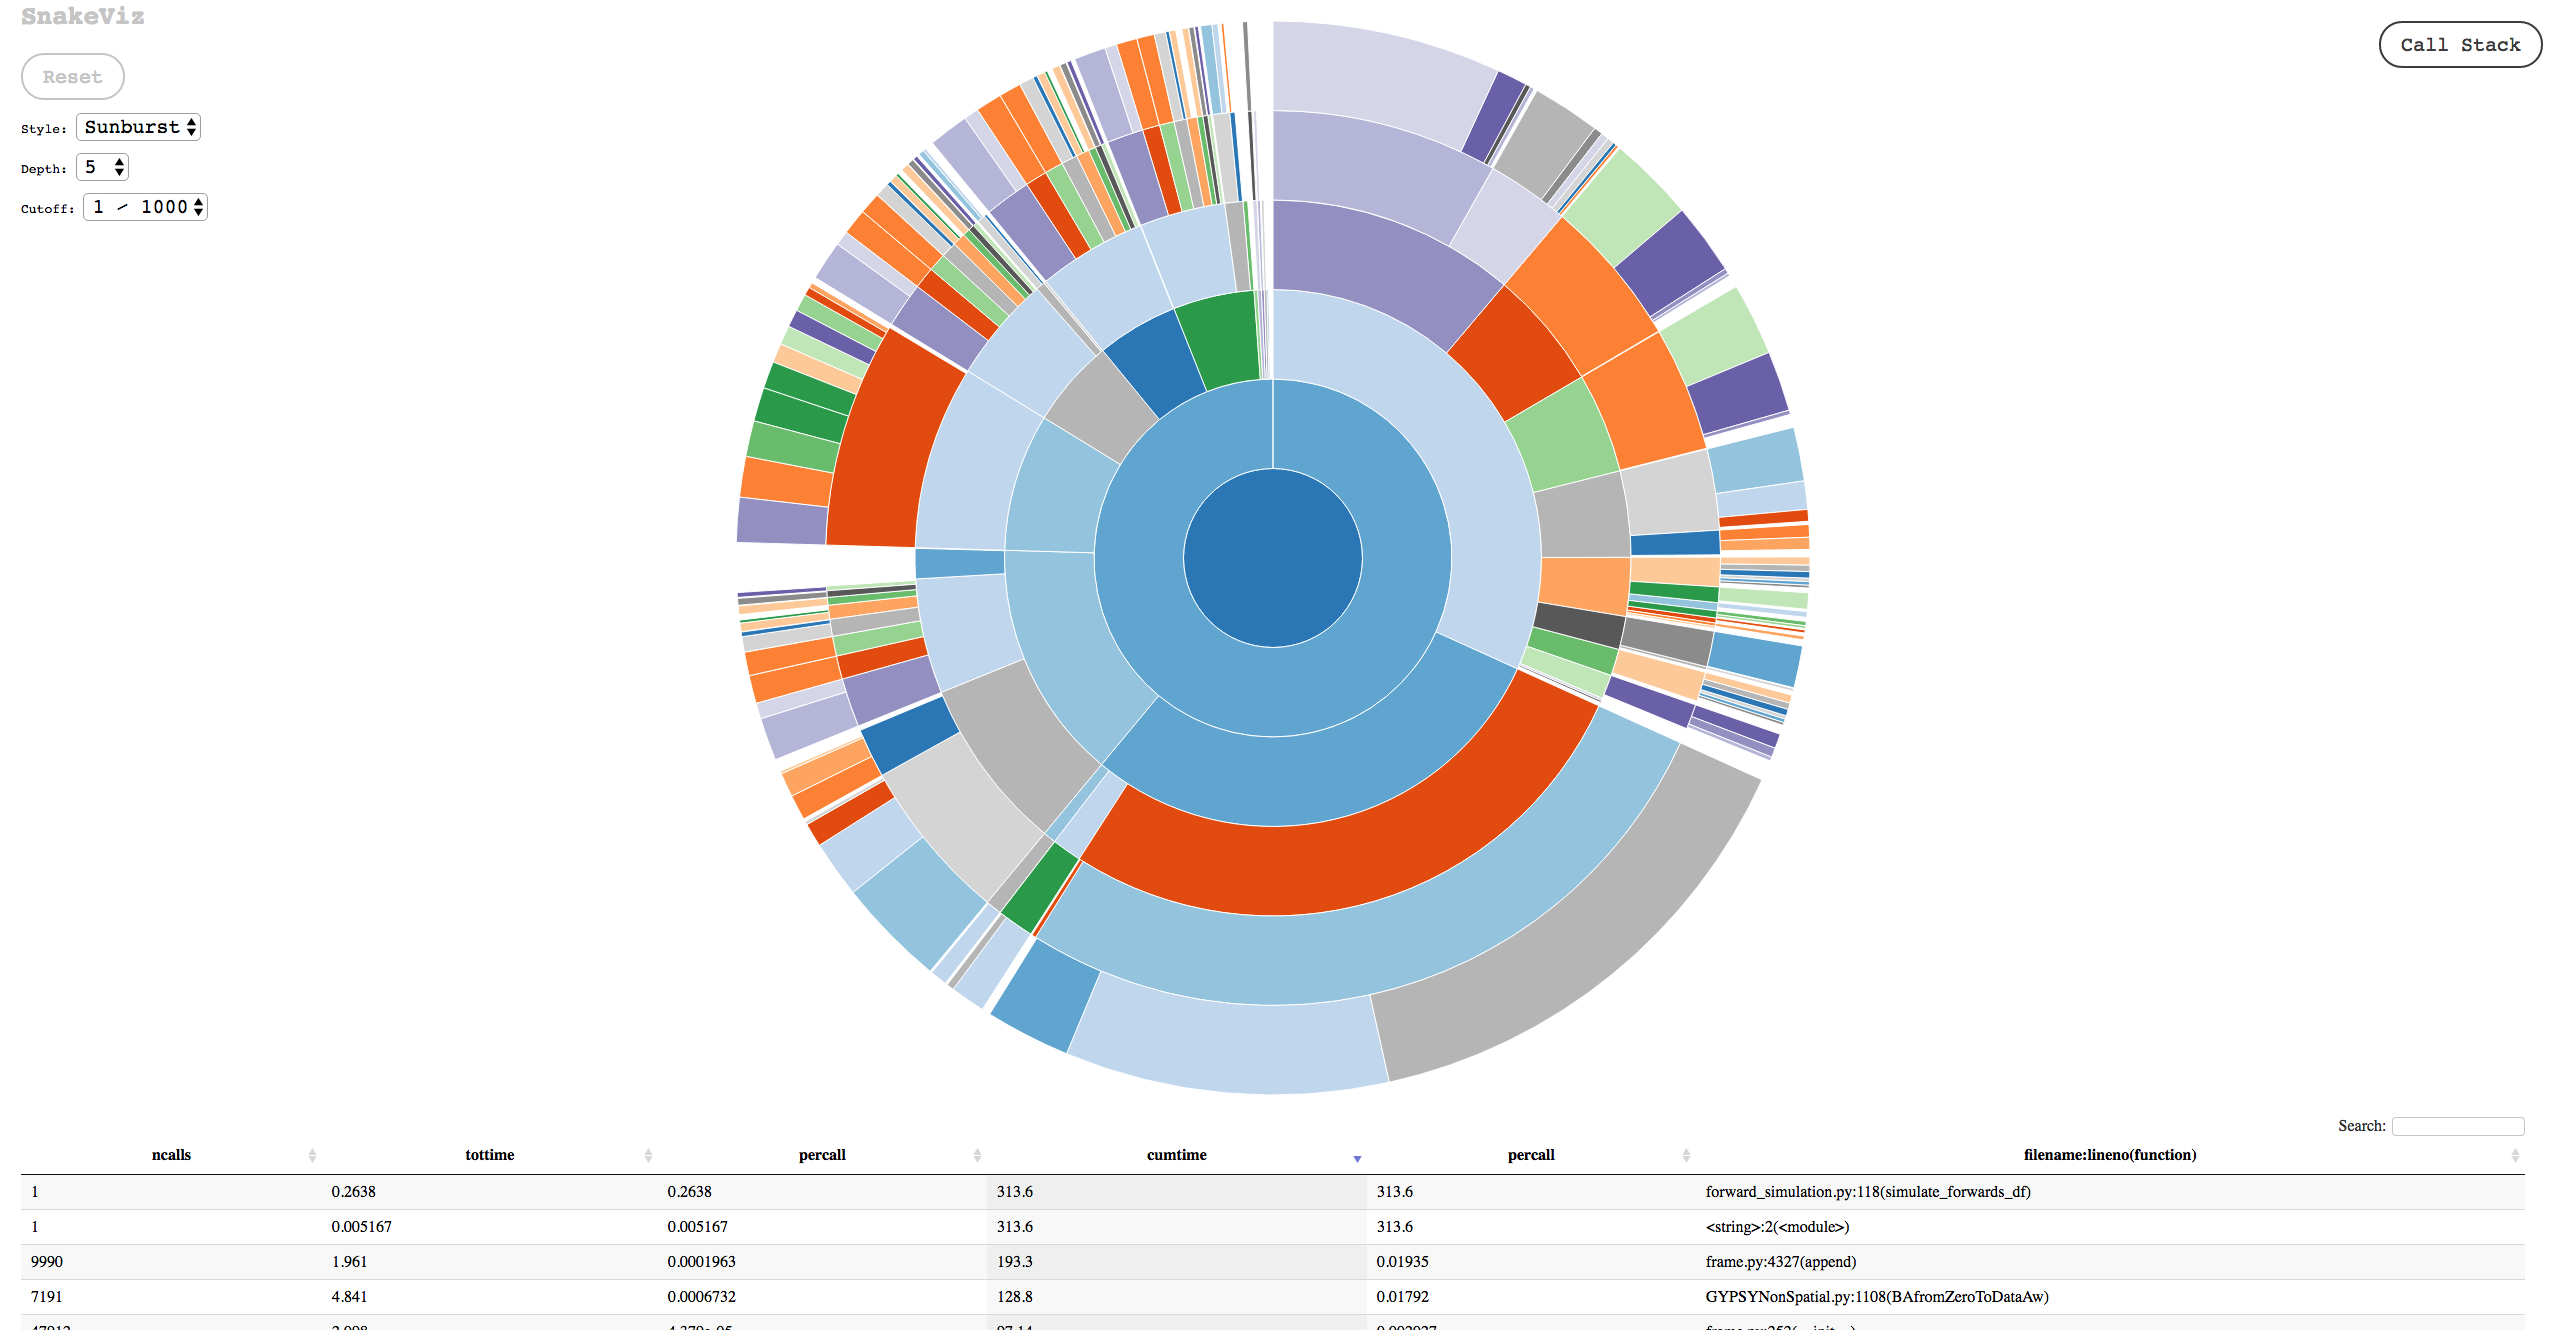 SnakeViz
Reset
Call Stack
Style: Sunburst
Depth: 5
Cutoff: 1 / 1000
Search:
ncalls tottime percall cumtime percall filename:lineno(function)
1 0.2638 0.2638 313.6 313.6 forward_simulation.py:118(simulate_forwards_df)
1 0.005167 0.005167 313.6 313.6 <string>:2(<module>)
9990 1.961 0.0001963 193.3 0.01935 frame.py:4327(append)
7191 4.841 0.0006732 128.8 0.01792 GYPSYNonSpatial.py:1108(BAfromZeroToDataAw)